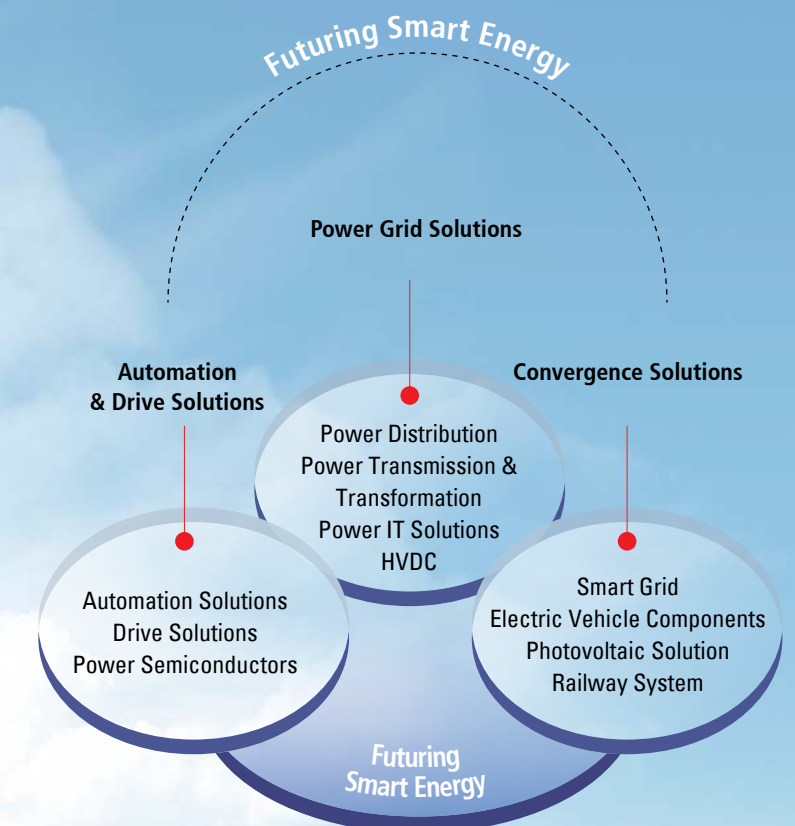 Futuring Smart Energy
Power Grid Solutions
Automation
& Drive Solutions
Convergence Solutions
Power Distribution
Power Transmission &
Transformation
Power IT Solutions
HVDC
Automation Solutions
Drive Solutions
Power Semiconductors
Smart Grid
Electric Vehicle Components
Photovoltaic Solution
Railway System
Futuring
Smart Energy